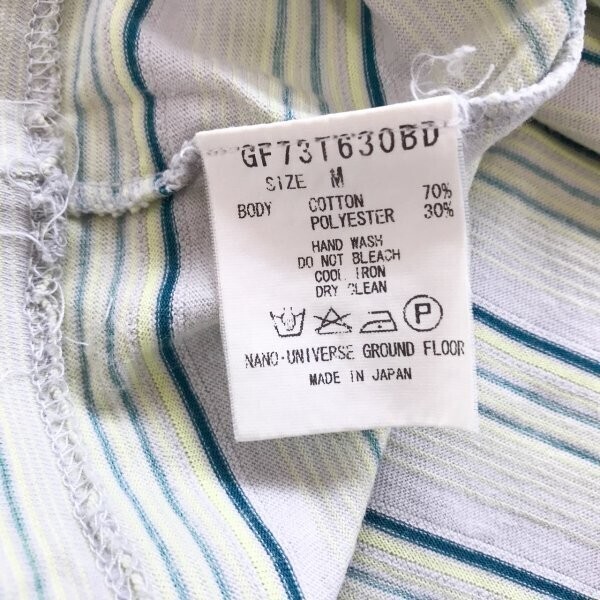 GF73T630BD
SIZE M
BODY COTTON 70%
POLYESTER 30%
HAND WASH
DO NOT BLEACH
COOL IRON
DRY CLEAN
P
NANO·UNIVERSE GROUND FLOOR
MADE IN JAPAN